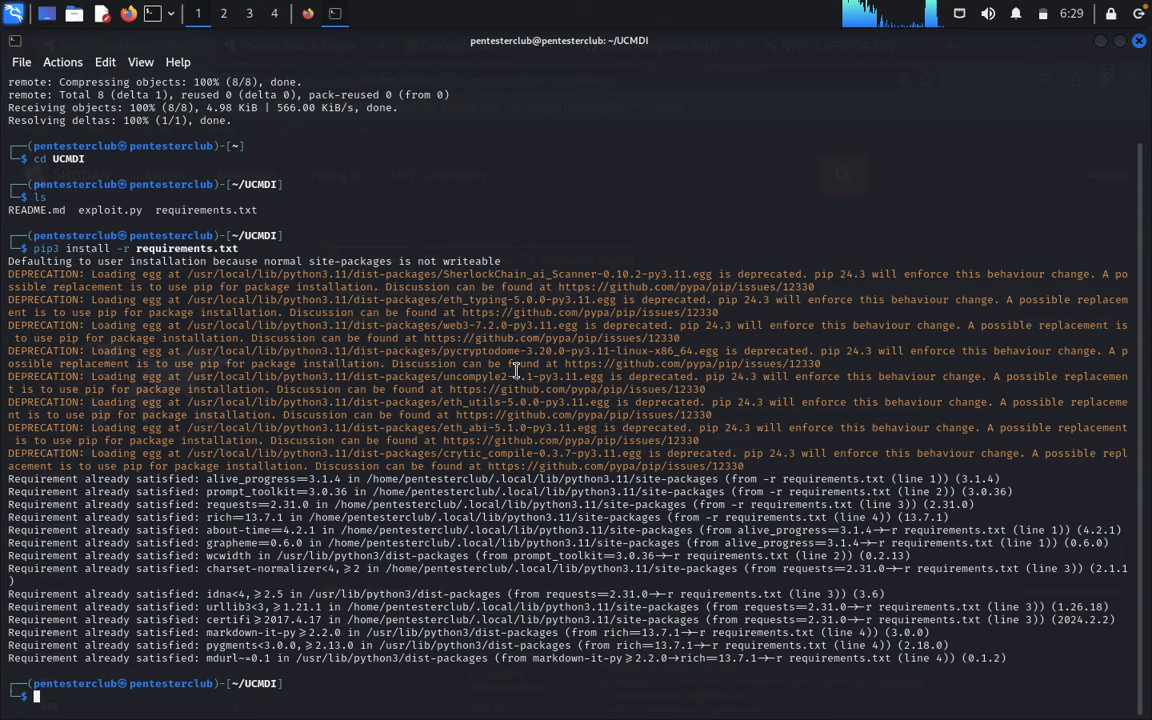 1 2 3 4 6:29
pentesterclub@pentesterclub: ~/UCMDI
File Actions Edit View Help
remote: Compressing objects: 100% (8/8), done.
remote: Total 8 (delta 1), reused 0 (delta 0), pack-reused 0 (from 0)
Receiving objects: 100% (8/8), 4.98 KiB | 566.00 KiB/s, done.
Resolving deltas: 100% (1/1), done.
┌──(pentesterclub㉿pentesterclub)-[~]
└─$ cd UCMDI
┌──(pentesterclub㉿pentesterclub)-[~/UCMDI]
└─$ ls
README.md exploit.py requirements.txt
┌──(pentesterclub㉿pentesterclub)-[~/UCMDI]
└─$ pip3 install -r requirements.txt
Defaulting to user installation because normal site-packages is not writeable
DEPRECATION: Loading egg at /usr/local/lib/python3.11/dist-packages/SherlockChain_ai_Scanner-0.10.2-py3.11.egg is deprecated. pip 24.3 will enforce this behaviour change. A po
ssible replacement is to use pip for package installation. Discussion can be found at https://github.com/pypa/pip/issues/12330
DEPRECATION: Loading egg at /usr/local/lib/python3.11/dist-packages/eth_typing-5.0.0-py3.11.egg is deprecated. pip 24.3 will enforce this behaviour change. A possible replacem
ent is to use pip for package installation. Discussion can be found at https://github.com/pypa/pip/issues/12330
DEPRECATION: Loading egg at /usr/local/lib/python3.11/dist-packages/web3-7.2.0-py3.11.egg is deprecated. pip 24.3 will enforce this behaviour change. A possible replacement is
to use pip for package installation. Discussion can be found at https://github.com/pypa/pip/issues/12330
DEPRECATION: Loading egg at /usr/local/lib/python3.11/dist-packages/pycryptodome-3.20.0-py3.11-linux-x86_64.egg is deprecated. pip 24.3 will enforce this behaviour change. A p
ossible replacement is to use pip for package installation. Discussion can be found at https://github.com/pypa/pip/issues/12330
DEPRECATION: Loading egg at /usr/local/lib/python3.11/dist-packages/uncompyle2-.1-py3.11.egg is deprecated. pip 24.3 will enforce this behaviour change. A possible replacemen
t is to use pip for package installation. Discussion can be found at https://github.com/pypa/pip/issues/12330
DEPRECATION: Loading egg at /usr/local/lib/python3.11/dist-packages/eth_utils-5.0.0-py3.11.egg is deprecated. pip 24.3 will enforce this behaviour change. A possible replaceme
nt is to use pip for package installation. Discussion can be found at https://github.com/pypa/pip/issues/12330
DEPRECATION: Loading egg at /usr/local/lib/python3.11/dist-packages/eth_abi-5.1.0-py3.11.egg is deprecated. pip 24.3 will enforce this behaviour change. A possible replacement
is to use pip for package installation. Discussion can be found at https://github.com/pypa/pip/issues/12330
DEPRECATION: Loading egg at /usr/local/lib/python3.11/dist-packages/crytic_compile-0.3.7-py3.11.egg is deprecated. pip 24.3 will enforce this behaviour change. A possible repl
acement is to use pip for package installation. Discussion can be found at https://github.com/pypa/pip/issues/12330
Requirement already satisfied: alive_progress==3.1.4 in /home/pentesterclub/.local/lib/python3.11/site-packages (from -r requirements.txt (line 1)) (3.1.4)
Requirement already satisfied: prompt_toolkit==3.0.36 in /home/pentesterclub/.local/lib/python3.11/site-packages (from -r requirements.txt (line 2)) (3.0.36)
Requirement already satisfied: requests==2.31.0 in /home/pentesterclub/.local/lib/python3.11/site-packages (from -r requirements.txt (line 3)) (2.31.0)
Requirement already satisfied: rich==13.7.1 in /home/pentesterclub/.local/lib/python3.11/site-packages (from -r requirements.txt (line 4)) (13.7.1)
Requirement already satisfied: about-time==4.2.1 in /home/pentesterclub/.local/lib/python3.11/site-packages (from alive_progress==3.1.4->-r requirements.txt (line 1)) (4.2.1)
Requirement already satisfied: grapheme==0.6.0 in /home/pentesterclub/.local/lib/python3.11/site-packages (from alive_progress==3.1.4->-r requirements.txt (line 1)) (0.6.0)
Requirement already satisfied: wcwidth in /usr/lib/python3/dist-packages (from prompt_toolkit==3.0.36->-r requirements.txt (line 2)) (0.2.13)
Requirement already satisfied: charset-normalizer<4,>=2 in /home/pentesterclub/.local/lib/python3.11/site-packages (from requests==2.31.0->-r requirements.txt (line 3)) (2.1.1
)
Requirement already satisfied: idna<4,>=2.5 in /usr/lib/python3/dist-packages (from requests==2.31.0->-r requirements.txt (line 3)) (3.6)
Requirement already satisfied: urllib3<3,>=1.21.1 in /home/pentesterclub/.local/lib/python3.11/site-packages (from requests==2.31.0->-r requirements.txt (line 3)) (1.26.18)
Requirement already satisfied: certifi>=2017.4.17 in /home/pentesterclub/.local/lib/python3.11/site-packages (from requests==2.31.0->-r requirements.txt (line 3)) (2024.2.2)
Requirement already satisfied: markdown-it-py>=2.2.0 in /usr/lib/python3/dist-packages (from rich==13.7.1->-r requirements.txt (line 4)) (3.0.0)
Requirement already satisfied: pygments<3.0.0,>=2.13.0 in /usr/lib/python3/dist-packages (from rich==13.7.1->-r requirements.txt (line 4)) (2.18.0)
Requirement already satisfied: mdurl~=0.1 in /usr/lib/python3/dist-packages (from markdown-it-py>=2.2.0->rich==13.7.1->-r requirements.txt (line 4)) (0.1.2)
┌──(pentesterclub㉿pentesterclub)-[~/UCMDI]
└─$